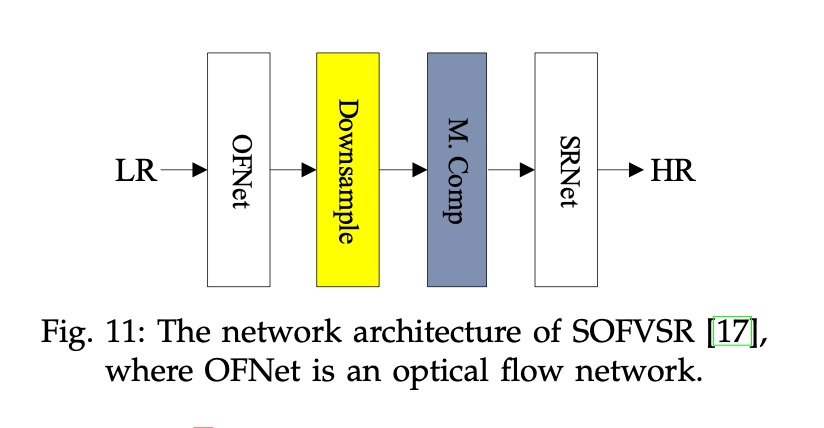 LR
OFNet
Downsample
M. Comp
SRNet
HR
Fig. 11: The network architecture of SOFVSR [17],
where OFNet is an optical flow network.